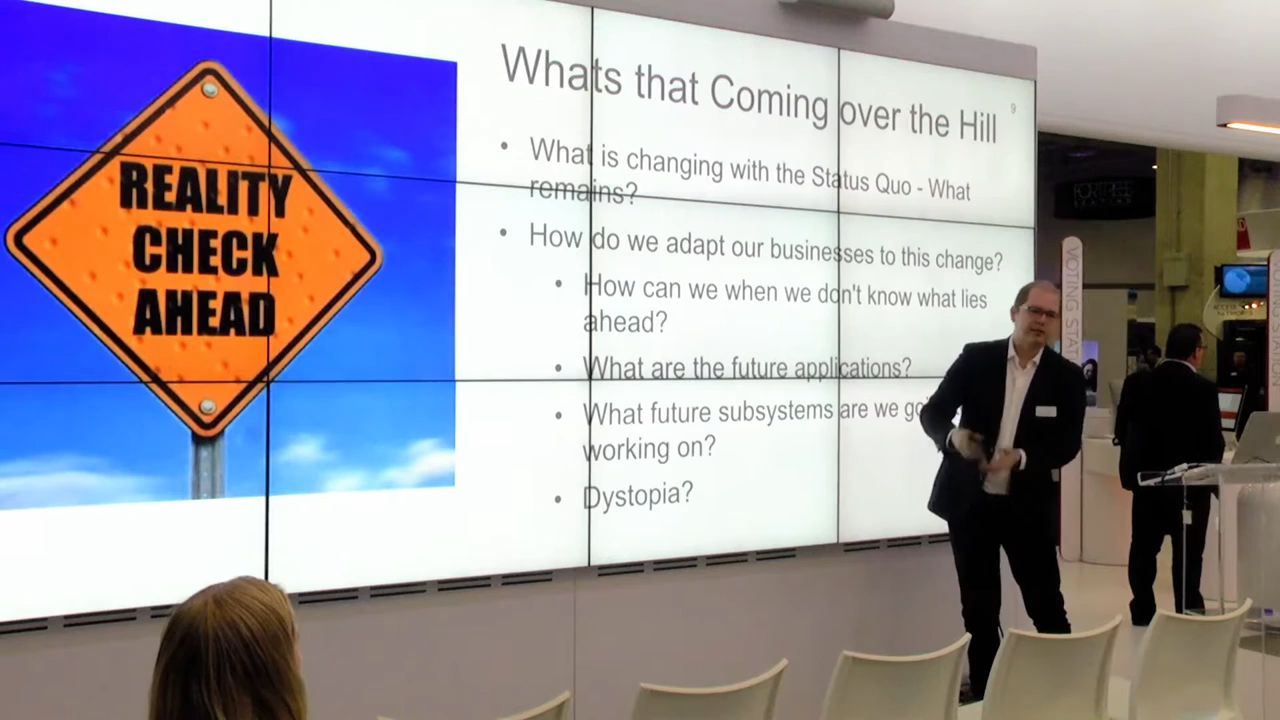 REALITY
CHECK
AHEAD
Whats that Coming over the Hill
9
• What is changing with the Status Quo - What
remains?
• How do we adapt our businesses to this change?
• How can we when we don't know what lies
ahead?
• What are the future applications?
• What future subsystems are we go
working on?
• Dystopia?
VOTING STAT